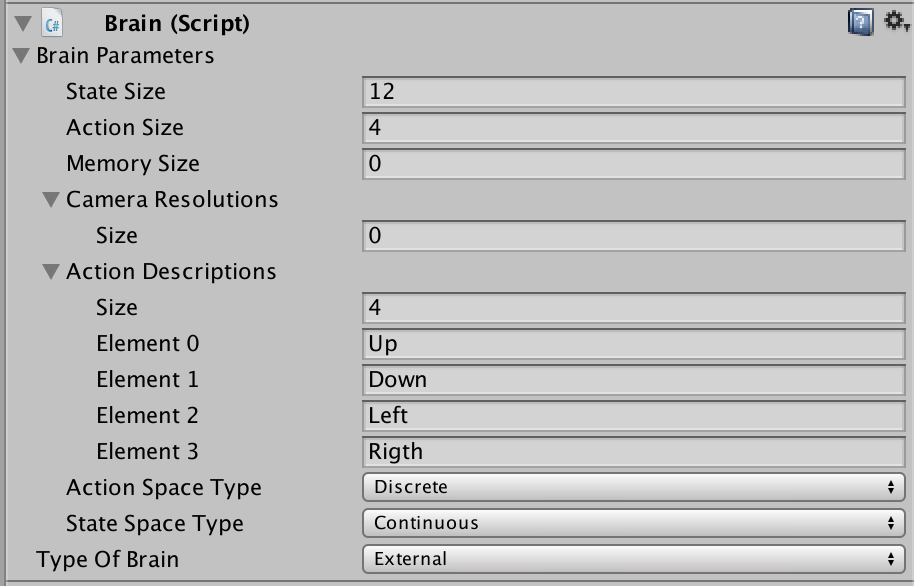 Brain (Script)
Brain Parameters
State Size 12
Action Size 4
Memory Size 0
Camera Resolutions
Size 0
Action Descriptions
Size 4
Element 0 Up
Element 1 Down
Element 2 Left
Element 3 Rigth
Action Space Type Discrete
State Space Type Continuous
Type Of Brain External